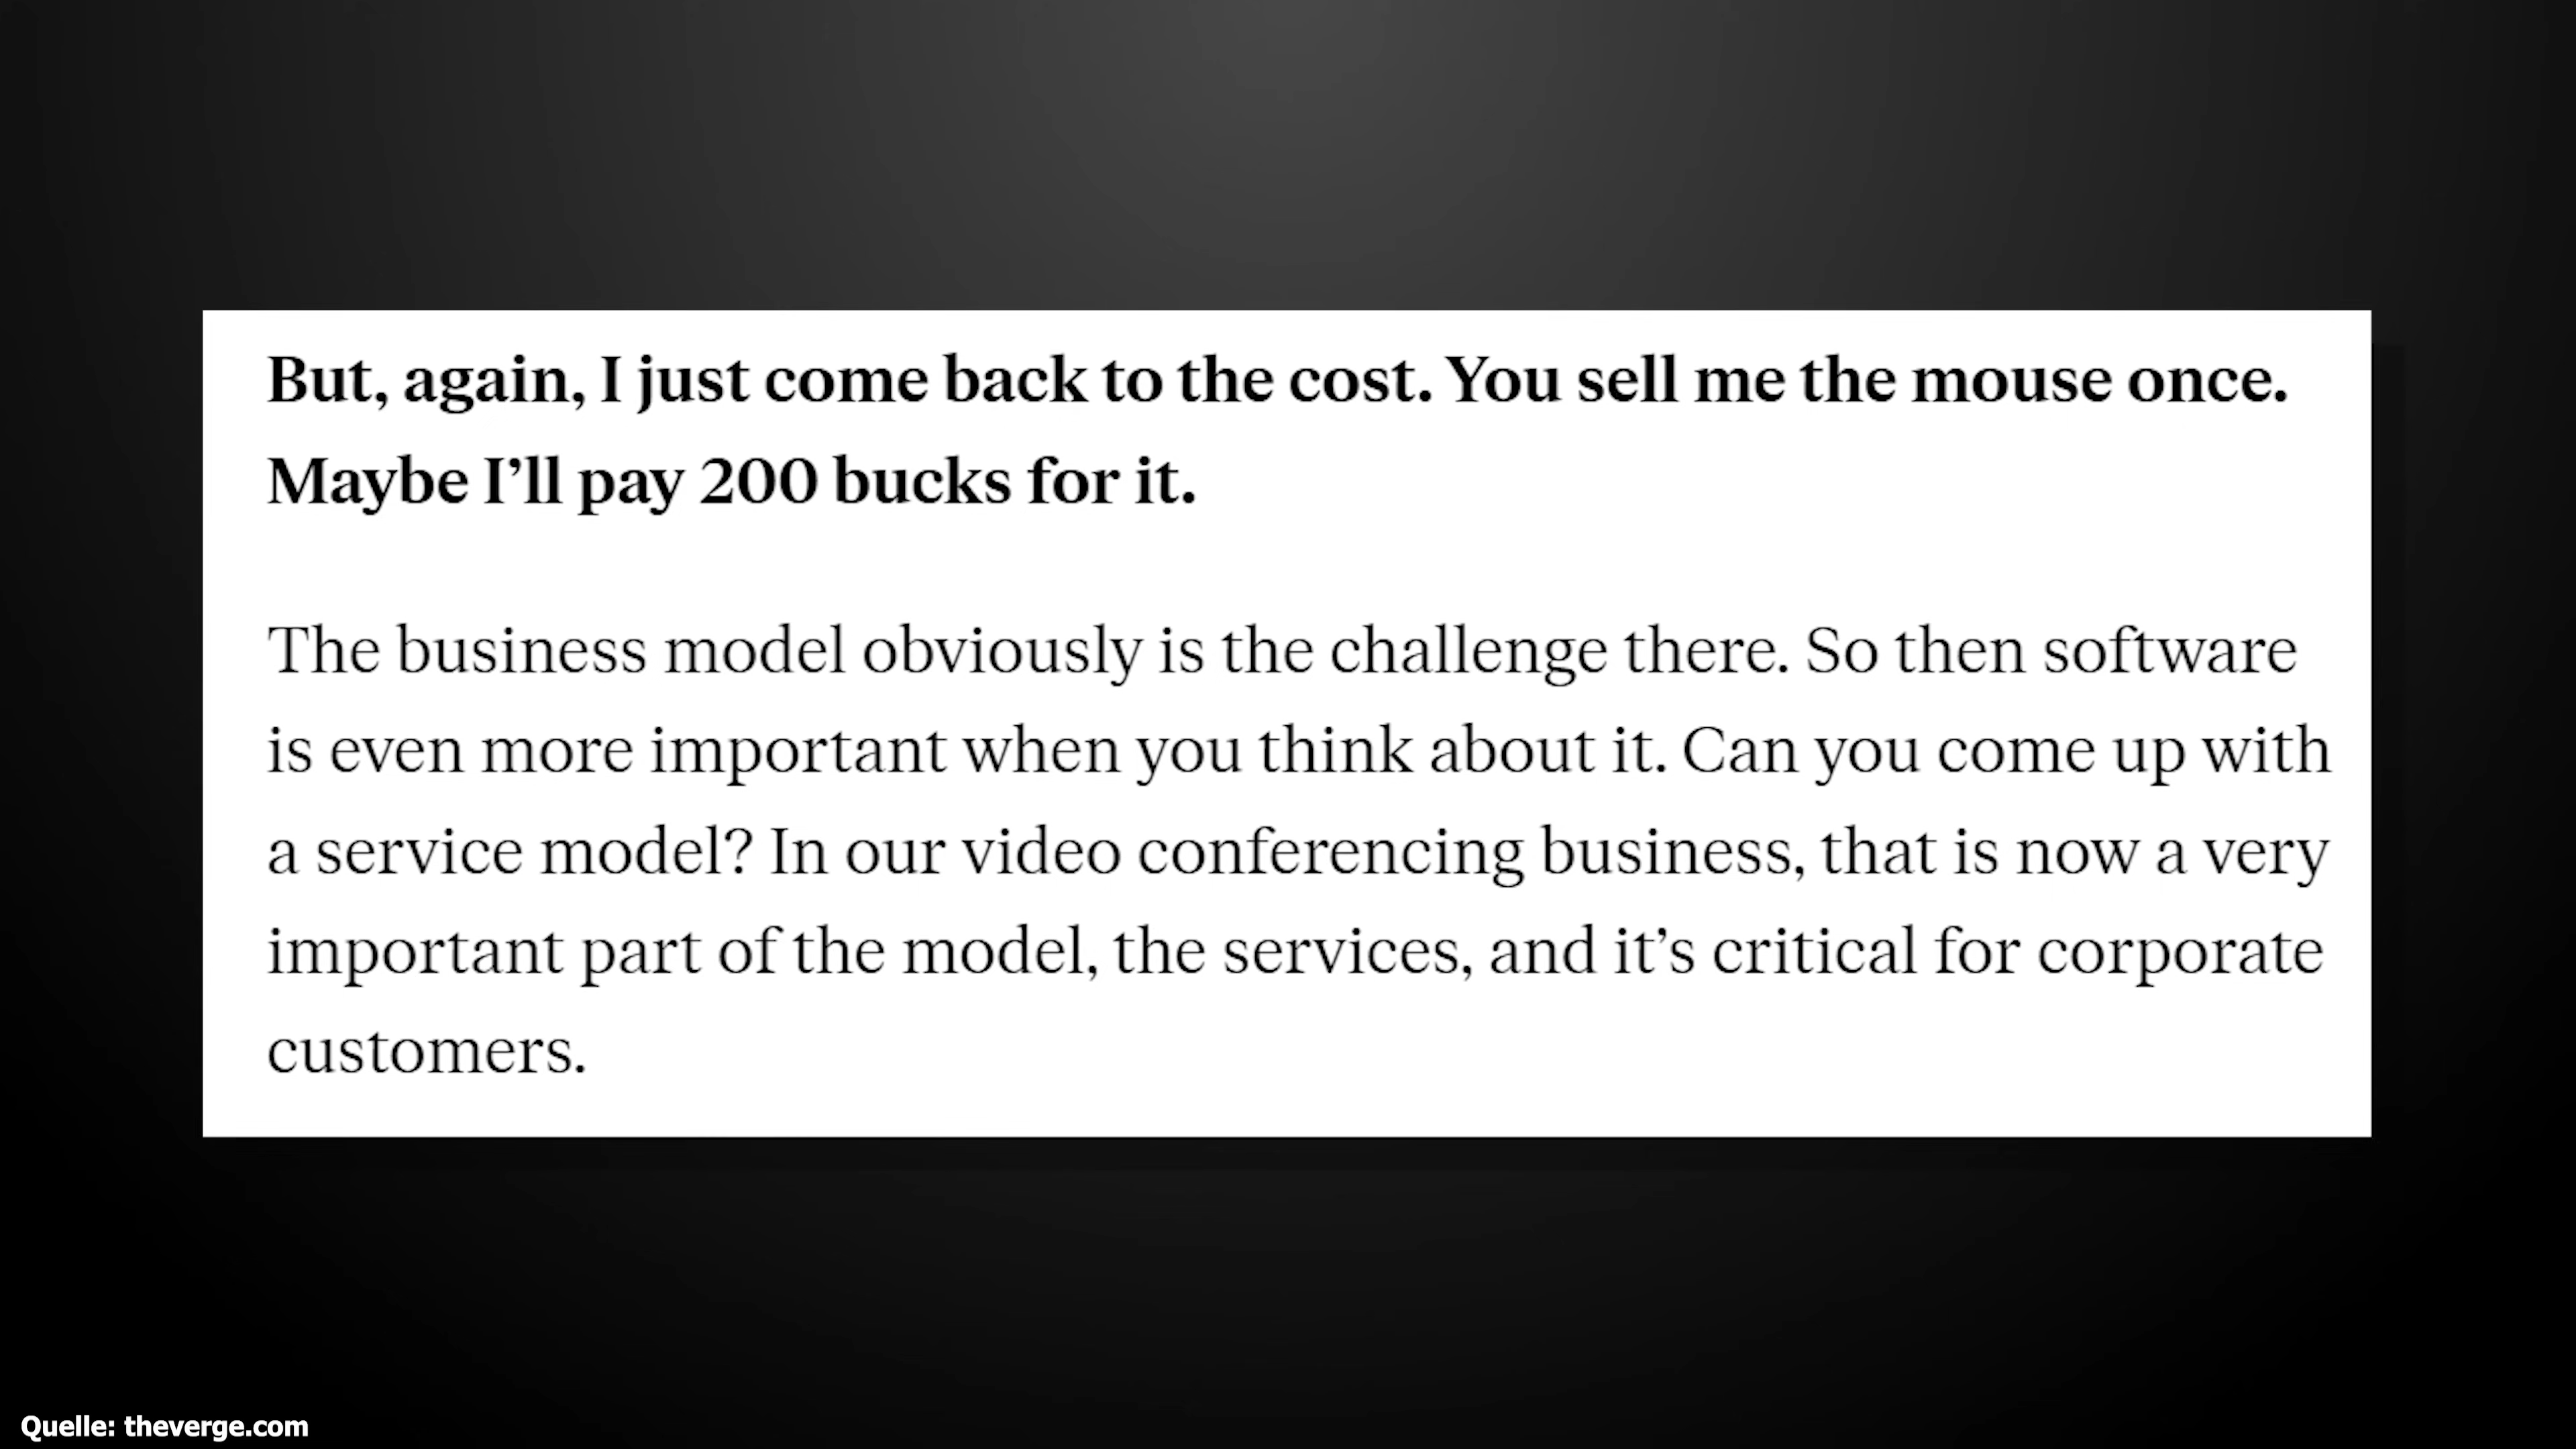 But, again, I just come back to the cost. You sell me the mouse once.
Maybe I’ll pay 200 bucks for it.
The business model obviously is the challenge there. So then software
is even more important when you think about it. Can you come up with
a service model? In our video conferencing business, that is now a very
important part of the model, the services, and it’s critical for corporate
customers.
Quelle: theverge.com